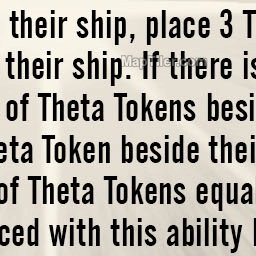 their ship, place 3 T
their ship. If there is
of Theta Tokens besi
eta Token beside thei
of Theta Tokens equa
ced with this ability